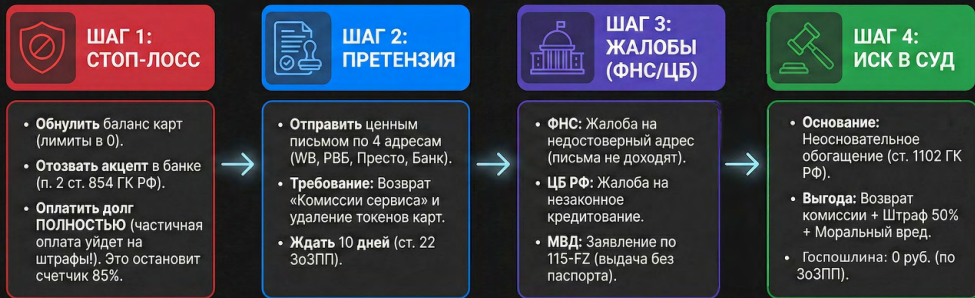 ШАГ 1:
СТОП-ЛОСС
• Обнулить баланс карт
(лимиты в 0).
• Отозвать акцепт в банке
(п. 2 ст. 854 ГК РФ).
• Оплатить долг
ПОЛНОСТЬЮ (частичная
оплата уйдет на
штрафы!). Это остановит
счетчик 85%.
ШАГ 2:
ПРЕТЕНЗИЯ
• Отправить ценным
письмом по 4 адресам
(WB, РВБ, Престо, Банк).
• Требование: Возврат
«Комиссии сервиса» и
удаление токенов карт.
• Ждать 10 дней (ст. 22
ЗоЗПП).
ШАГ 3:
ЖАЛОБЫ
(ФНС/ЦБ)
• ФНС: Жалоба на
недостоверный адрес
(письма не доходят).
• ЦБ РФ: Жалоба на
незаконное
кредитование.
• МВД: Заявление по
115-FZ (выдача без
паспорта).
ШАГ 4:
ИСК В СУД
• Основание:
Неосновательное
обогащение (ст. 1102 ГК
РФ).
• Выгода: Возврат
комиссии + Штраф 50%
+ Моральный вред.
• Госпошлина: 0 руб. (по
ЗоЗПП).